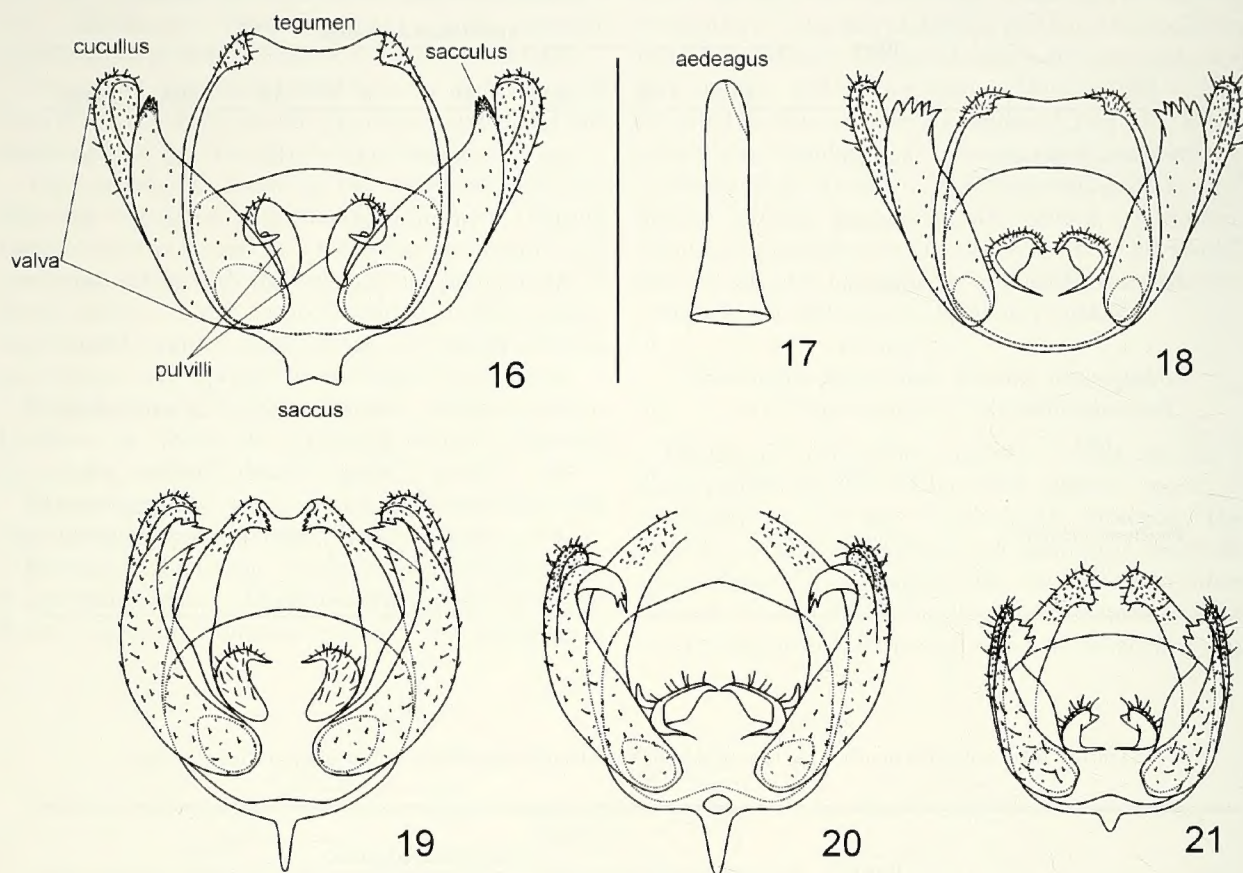 tegumen
cucullus
sacculus
aedeagus
valva
pulvilli
saccus
16
17
18
19
20
21